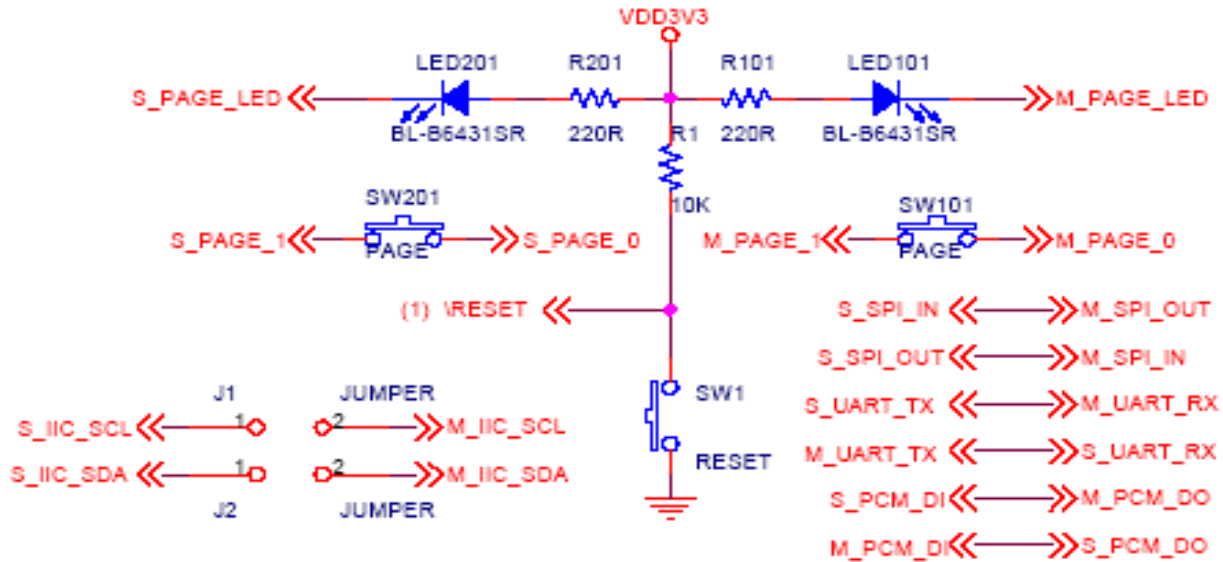 VDD3V3
LED201 R201 R101 LED101
S_PAGE_LED M_PAGE_LED
BL-B6431SR 220R R1 220R BL-B6431SR
SW201 10K SW101
S_PAGE_1 S_PAGE_0 M_PAGE_1 M_PAGE_0
PAGE PAGE
(1) \RESET S_SPI_IN M_SPI_OUT
S_SPI_OUT M_SPI_IN
J1 JUMPER SW1 S_UART_TX M_UART_RX
S_IIC_SCL 1 2 M_IIC_SCL
RESET M_UART_TX S_UART_RX
S_IIC_SDA 1 2 M_IIC_SDA
J2 JUMPER S_PCM_DI M_PCM_DO
M_PCM_DI S_PCM_DO